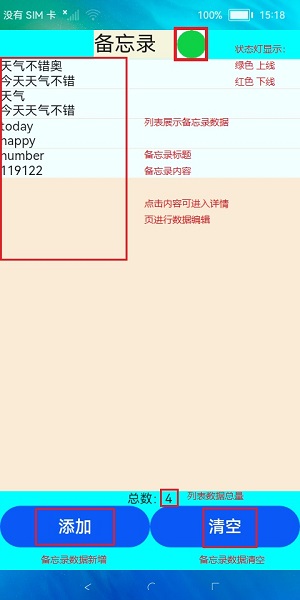 没有 SIM 卡
100%
15:18
备忘录
状态灯显示:
绿色 上线
红色 下线
天气不错奥
今天天气不错
天气
今天天气不错
today
happy
number
119122
列表展示备忘录数据
备忘录标题
备忘录内容
点击内容可进入详情
页进行数据编辑
总数: 4
列表数据总量
添加
清空
备忘录数据新增
备忘录数据清空